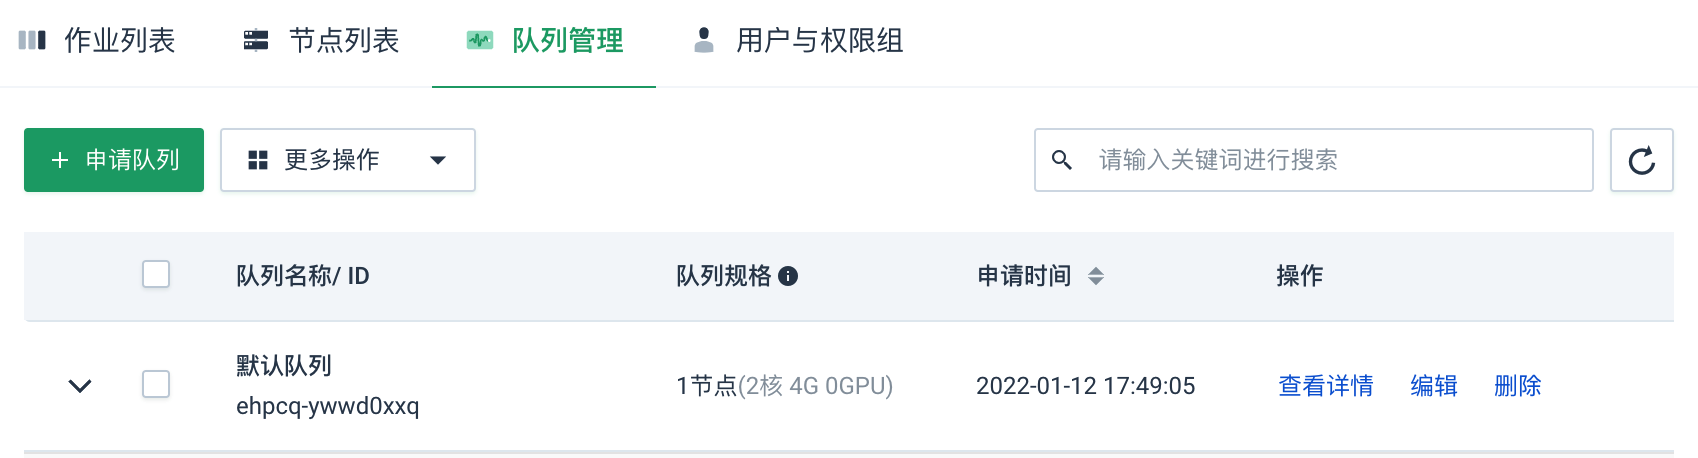 作业列表 节点列表 队列管理 用户与权限组
+ 申请队列 更多操作 请输入关键词进行搜索
队列名称/ ID 队列规格 申请时间 操作
默认队列
ehpcq-ywwd0xxq
1节点(2核 4G 0GPU) 2022-01-12 17:49:05 查看详情 编辑 删除